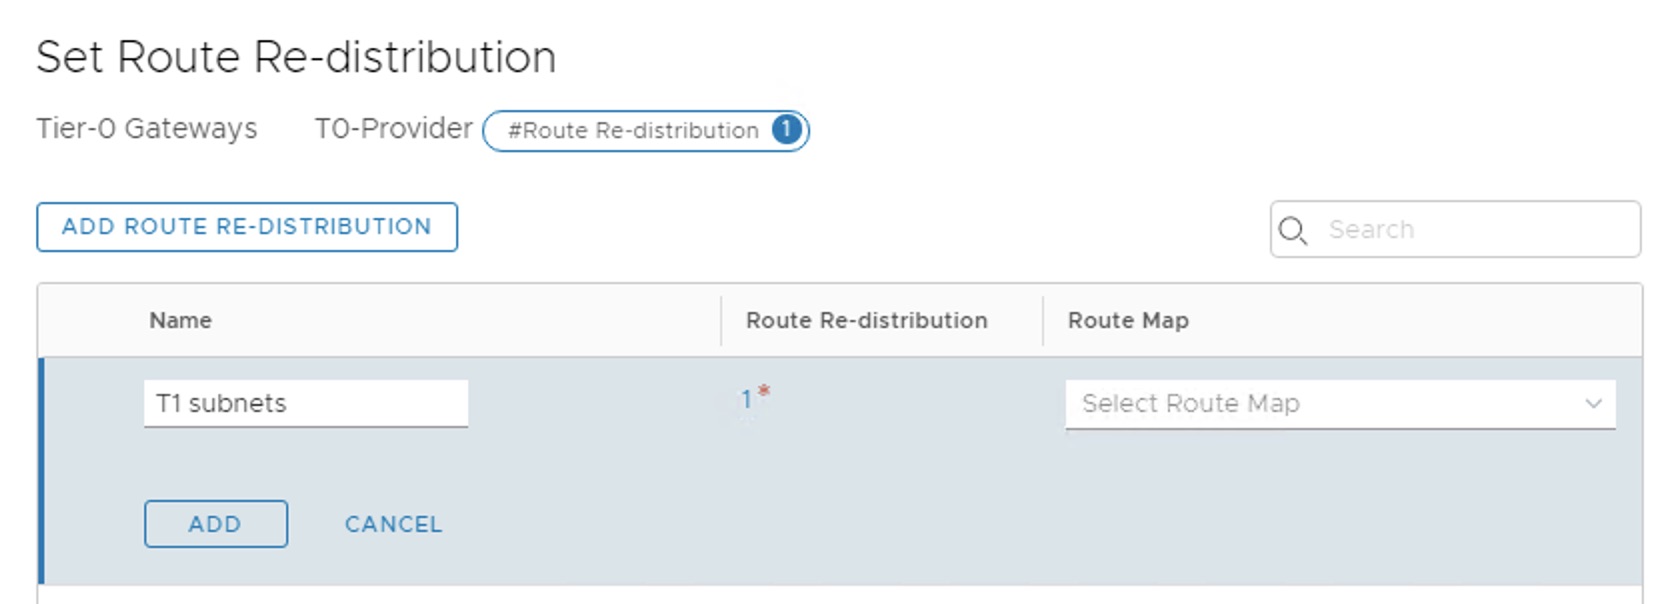 Set Route Re-distribution
Tier-0 Gateways T0-Provider #Route Re-distribution 1
ADD ROUTE RE-DISTRIBUTION Search
Name Route Re-distribution Route Map
T1 subnets 1* Select Route Map
ADD CANCEL